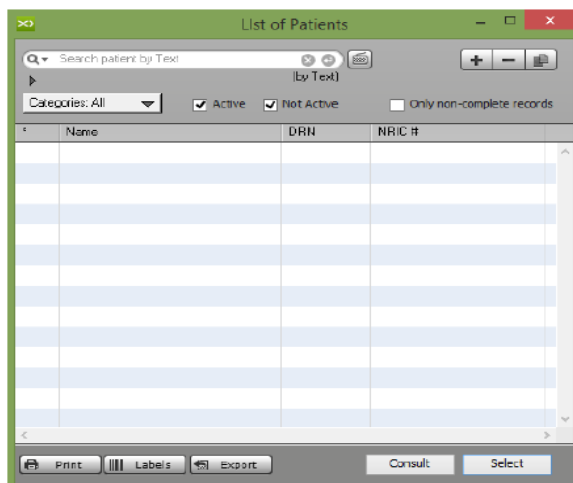 List of Patients
Search patient by Text
(by Text)
Categories: All Active Not Active Only non-complete records
* Name DRN NRIC #
Print Labels Export Consult Select